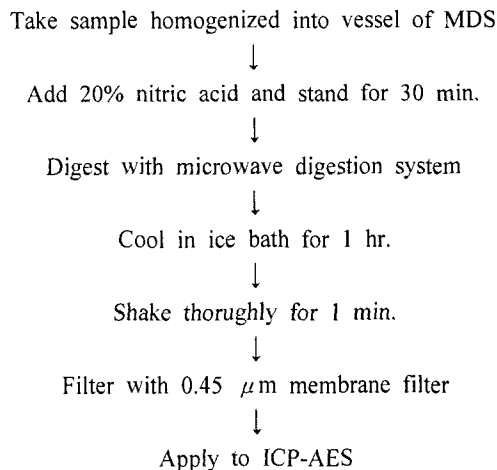 Take sample homogenized into vessel of MDS
↓
Add 20% nitric acid and stand for 30 min.
↓
Digest with microwave digestion system
↓
Cool in ice bath for 1 hr.
↓
Shake thorughly for 1 min.
↓
Filter with 0.45 μm membrane filter
↓
Apply to ICP-AES